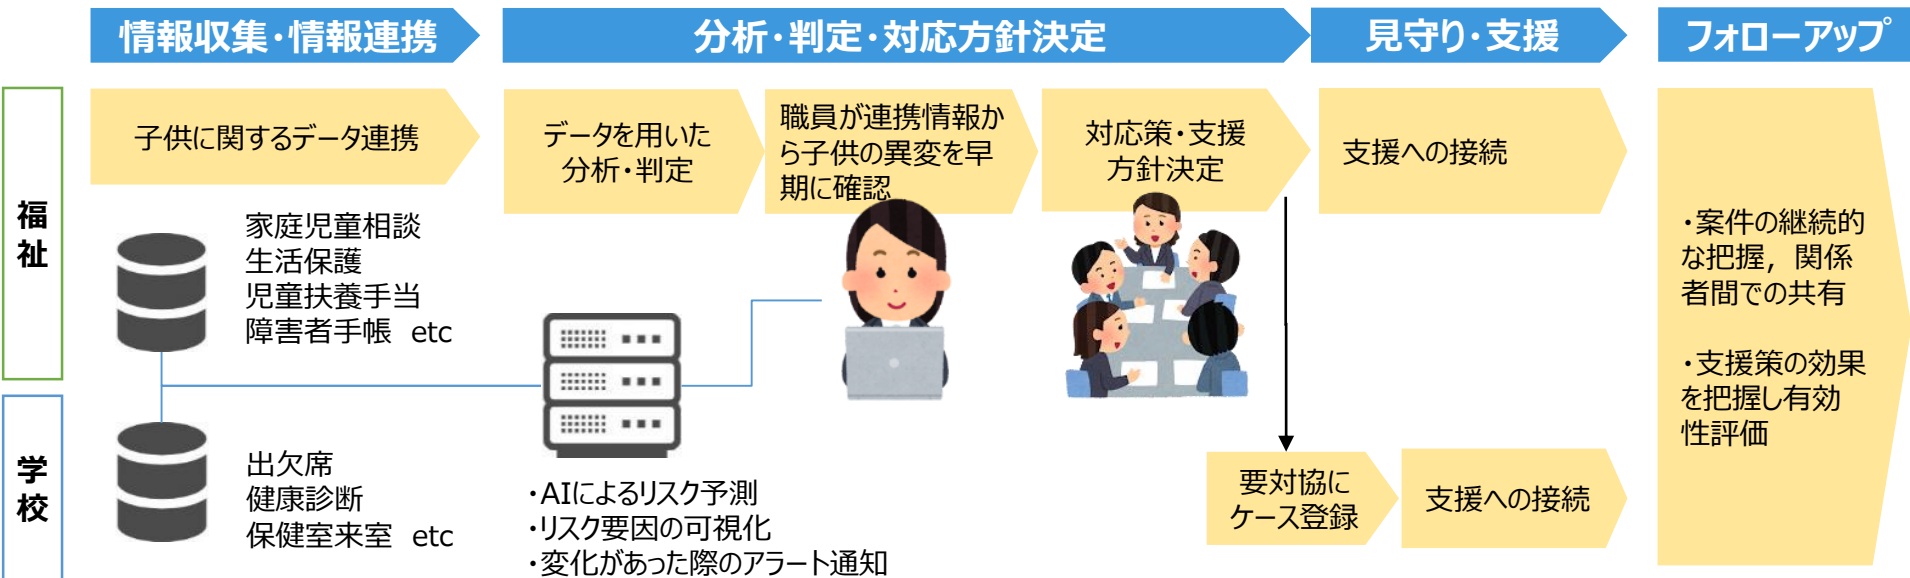 情報収集・情報連携
分析・判定・対応方針決定
見守り・支援
フォローアップ
福祉
子供に関するデータ連携
データを用いた
分析・判定
職員が連携情報か
ら子供の異変を早
期に確認
対応策・支援
方針決定
支援への接続
家庭児童相談
生活保護
児童扶養手当
障害者手帳 etc
学校
出欠席
健康診断
保健室来室 etc
・AIによるリスク予測
・リスク要因の可視化
・変化があった際のアラート通知
要対協に
ケース登録
支援への接続
・案件の継続的
な把握，関係
者間での共有
・支援策の効果
を把握し有効
性評価